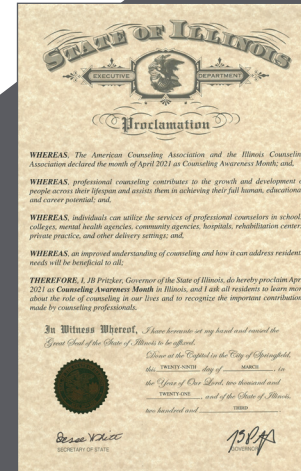 STATE OF ILLINOIS
EXECUTIVE DEPARTMENT
Proclamation
WHEREAS, The American Counseling Association and the Illinois Counselin
Association declared the month of April 2021 as Counseling Awareness Month; and,
WHEREAS, professional counseling contributes to the growth and development o
people across their lifespan and assists them in achieving their full human, educationa
and career potential; and,
WHEREAS, individuals can utilize the services of professional counselors in school
colleges, mental health agencies, community agencies, hospitals, rehabilitation center
private practice, and other delivery settings; and,
WHEREAS, an improved understanding of counseling and how it can address resident
needs will be beneficial to all;
THEREFORE, I, JB Pritzker, Governor of the State of Illinois, do hereby proclaim Apr
2021 as Counseling Awareness Month in Illinois, and I ask all residents to learn mor
about the role of counseling in our lives and to recognize the important contribution
made by counseling professionals.
In Witness Whereof, I have hereunto set my hand and caused the
Great Seal of the State of Illinois to be affixed.
Done at the Capitol in the City of Springfield,
this TWENTY-NINTH day of MARCH, in
the Year of Our Lord, two thousand and
TWENTY-ONE and of the State of Illinois,
two hundred and THIRD
Jesse White
SECRETARY OF STATE
GOVERNOR